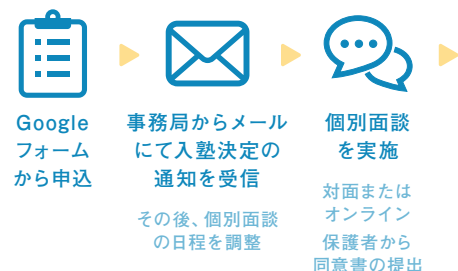 Google
フォーム
から申込
事務局からメール
にて入塾決定の
通知を受信
その後、個別面談
の日程を調整
個別面談
を実施
対面または
オンライン
保護者から
同意書の提出